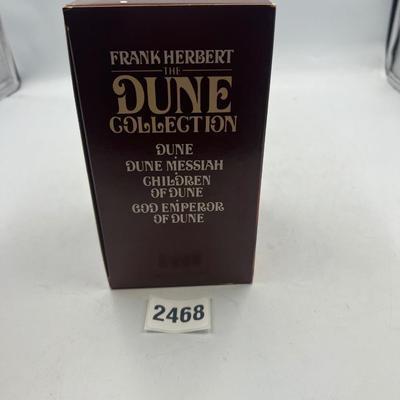 FRANK HERBERT
THE
DUNE
COLLECTION
DUNE
DUNE MESSIAH
CHILDREN
OF DUNE
GOD EMPEROR
OF DUNE
2468